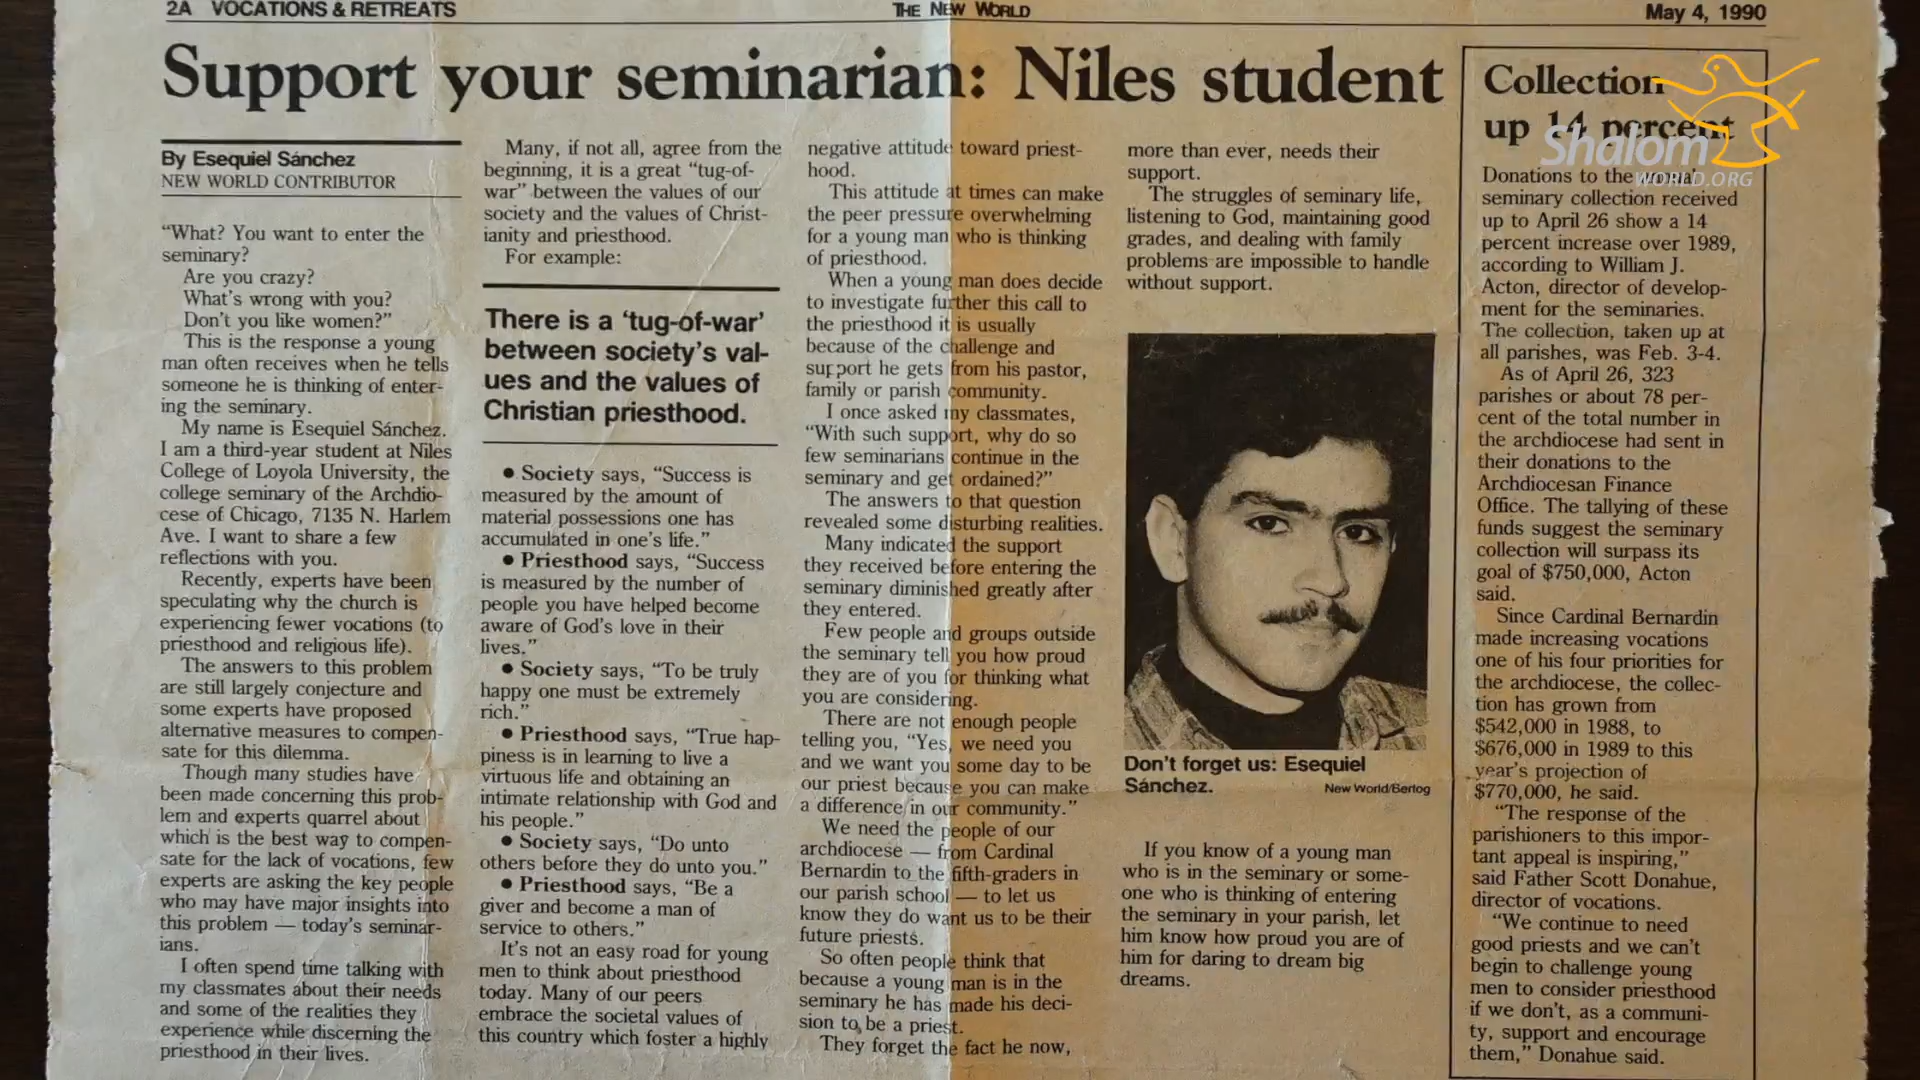 2A VOCATIONS & RETREATS
THE NEW WORLD
May 4, 1990
Support your seminarian: Niles student
By Esequiel Sánchez
NEW WORLD CONTRIBUTOR
“What? You want to enter the
seminary?
Are you crazy?
What's wrong with you?
Don't you like women?”
This is the response a young
man often receives when he tells
someone he is thinking of enter-
ing the seminary.
My name is Esequiel Sánchez.
I am a third-year student at Niles
College of Loyola University, the
college seminary of the Archdio-
cese of Chicago, 7135 N. Harlem
Ave. I want to share a few
reflections with you.
Recently, experts have been
speculating why the church is
experiencing fewer vocations (to
priesthood and religious life).
The answers to this problem
are still largely conjecture and
some experts have proposed
alternative measures to compen-
sate for this dilemma.
Though many studies have
been made concerning this prob-
lem and experts quarrel about
which is the best way to compen-
sate for the lack of vocations, few
experts are asking the key people
who may have major insights into
this problem — today's seminar-
ians.
I often spend time talking with
my classmates about their needs
and some of the realities they
experience while discerning the
priesthood in their lives.
Many, if not all, agree from the
beginning, it is a great “tug-of-
war” between the values of our
society and the values of Christ-
ianity and priesthood.
For example:
There is a ‘tug-of-war’
between society's val-
ues and the values of
Christian priesthood.
● Society says, “Success is
measured by the amount of
material possessions one has
accumulated in one's life.”
● Priesthood says, “Success
is measured by the number of
people you have helped become
aware of God's love in their
lives.”
● Society says, “To be truly
happy one must be extremely
rich.”
● Priesthood says, “True hap-
piness is in learning to live a
virtuous life and obtaining an
intimate relationship with God and
his people.”
● Society says, “Do unto
others before they do unto you.”
● Priesthood says, “Be a
giver and become a man of
service to others.”
It's not an easy road for young
men to think about priesthood
today. Many of our peers
embrace the societal values of
this country which foster a highly
negative attitude toward priest-
hood.
This attitude at times can make
the peer pressure overwhelming
for a young man who is thinking
of priesthood.
When a young man does decide
to investigate further this call to
the priesthood it is usually
because of the challenge and
support he gets from his pastor,
family or parish community.
I once asked my classmates,
“With such support, why do so
few seminarians continue in the
seminary and get ordained?”
The answers to that question
revealed some disturbing realities.
Many indicated the support
they received before entering the
seminary diminished greatly after
they entered.
Few people and groups outside
the seminary tell you how proud
they are of you for thinking what
you are considering.
There are not enough people
telling you, “Yes, we need you
and we want you some day to be
our priest because you can make
a difference in our community.”
We need the people of our
archdiocese — from Cardinal
Bernardin to the fifth-graders in
our parish school — to let us
know they do want us to be their
future priests.
So often people think that
because a young man is in the
seminary he has made his deci-
sion to be a priest.
They forget the fact he now,
more than ever, needs their
support.
The struggles of seminary life,
listening to God, maintaining good
grades, and dealing with family
problems are impossible to handle
without support.
Don't forget us: Esequiel
Sánchez.
New World/Bertog
If you know of a young man
who is in the seminary or some-
one who is thinking of entering
the seminary in your parish, let
him know how proud you are of
him for daring to dream big
dreams.
Collection
up 14 percent
Donations to the annual
seminary collection received
up to April 26 show a 14
percent increase over 1989,
according to William J.
Acton, director of develop-
ment for the seminaries.
The collection, taken up at
all parishes, was Feb. 3-4.
As of April 26, 323
parishes or about 78 per-
cent of the total number in
the archdiocese had sent in
their donations to the
Archdiocesan Finance
Office. The tallying of these
funds suggest the seminary
collection will surpass its
goal of $750,000, Acton
said.
Since Cardinal Bernardin
made increasing vocations
one of his four priorities for
the archdiocese, the collec-
tion has grown from
$542,000 in 1988, to
$676,000 in 1989 to this
year's projection of
$770,000, he said.
“The response of the
parishioners to this impor-
tant appeal is inspiring,”
said Father Scott Donahue,
director of vocations.
“We continue to need
good priests and we can't
begin to challenge young
men to consider priesthood
if we don't, as a communi-
ty, support and encourage
them,” Donahue said.
Shalom
WORLD.ORG